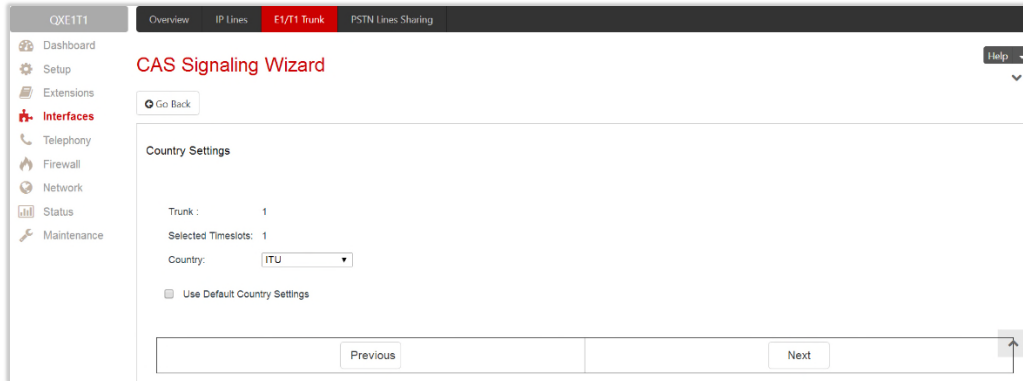 QXE1T1
Overview IP Lines E1/T1 Trunk PSTN Lines Sharing
Dashboard
Setup
Extensions
Interfaces
Telephony
Firewall
Network
Status
Maintenance
CAS Signaling Wizard
Help
Go Back
Country Settings
Trunk : 1
Selected Timeslots: 1
Country: ITU
Use Default Country Settings
Previous Next